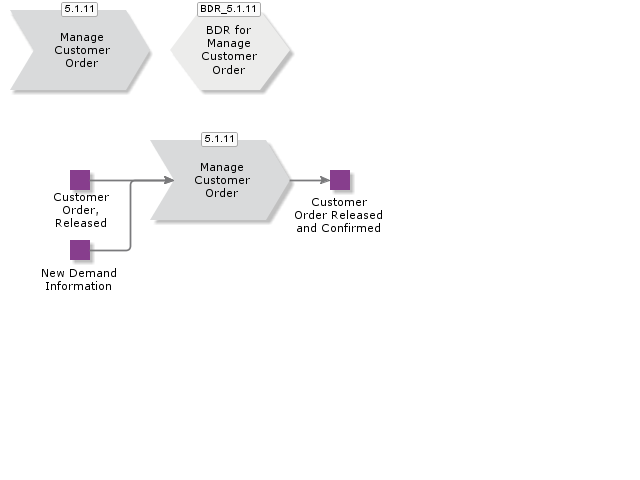 5.1.11
Manage
Customer
Order
BDR_5.1.11
BDR for
Manage
Customer
Order
5.1.11
Manage
Customer
Order
Customer
Order,
Released
Customer
Order Released
and Confirmed
New Demand
Information